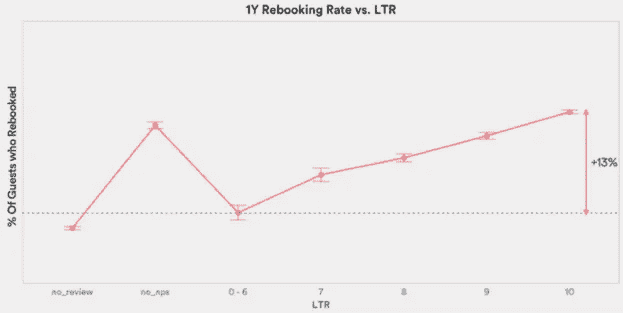 1Y Rebooking Rate vs. LTR
% Of Guests who Rebooked
+13%
no_review no_nps 0 - 6 7 8 9 10
LTR